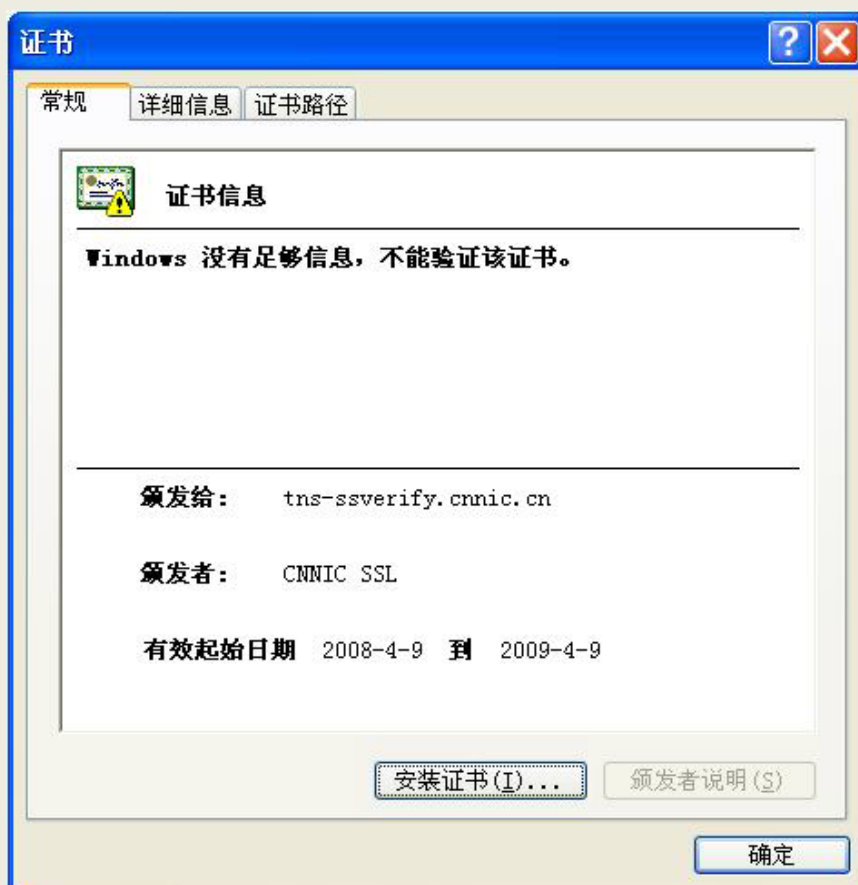 证书
常规 详细信息 证书路径
证书信息
Windows 没有足够信息，不能验证该证书。
颁发给： tns-ssverify.cnnic.cn
颁发者： CNNIC SSL
有效起始日期 2008-4-9 到 2009-4-9
安装证书(I)... 颁发者说明(S)
确定